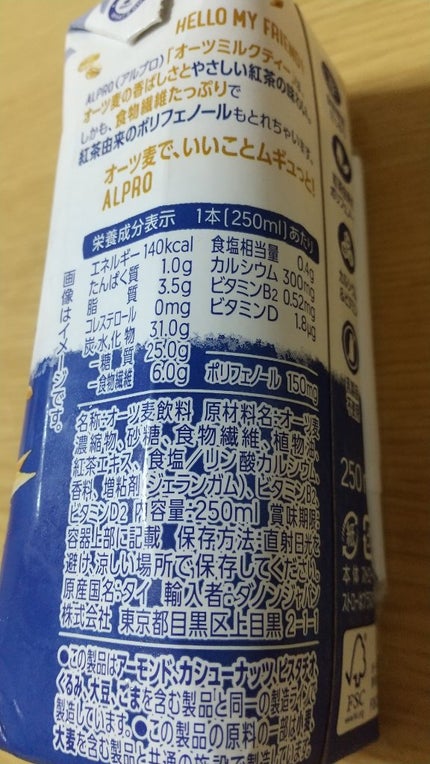 HELLO MY FRIEND!
ALPRO(アルプロ)「オーツミルクティー」は、
オーツ麦の香ばしさとやさしい紅茶の味わい。
しかも、食物繊維たっぷりで
紅茶由来のポリフェノールもとれちゃいます。
オーツ麦で、いいことムギゅっと!
ALPRO
栄養成分表示 1本[250ml]あたり
エネルギー 140kcal
たんぱく質 1.0g
脂質 3.5g
コレステロール 0mg
炭水化物 31.0g
-糖質 25.0g
-食物繊維 6.0g
食塩相当量 0.4g
カルシウム 300mg
ビタミンB2 0.52mg
ビタミンD 1.8μg
ポリフェノール 150mg
画像はイメージです。
名称:オーツ麦飲料 原材料名:オーツ麦
濃縮物、砂糖、食物繊維、植物油、
紅茶エキス、食塩/リン酸カルシウム、
香料、増粘剤(ジェランガム)、ビタミンB2、
ビタミンD2 内容量:250ml 賞味期限:
容器上部に記載 保存方法:直射日光を
避け、涼しい場所で保存してください。
原産国名:タイ 輸入者:ダノンジャパン
株式会社 東京都目黒区上目黒 2-1-1
●この製品はアーモンド、カシューナッツ、ピスタチオ、
くるみ、大豆、ごまを含む製品と同一の製造ラインで
製造しています。●この製品の原料の一部は小麦、
大麦を含む製品と共通の施設で製造しています。
250
本体
FSC